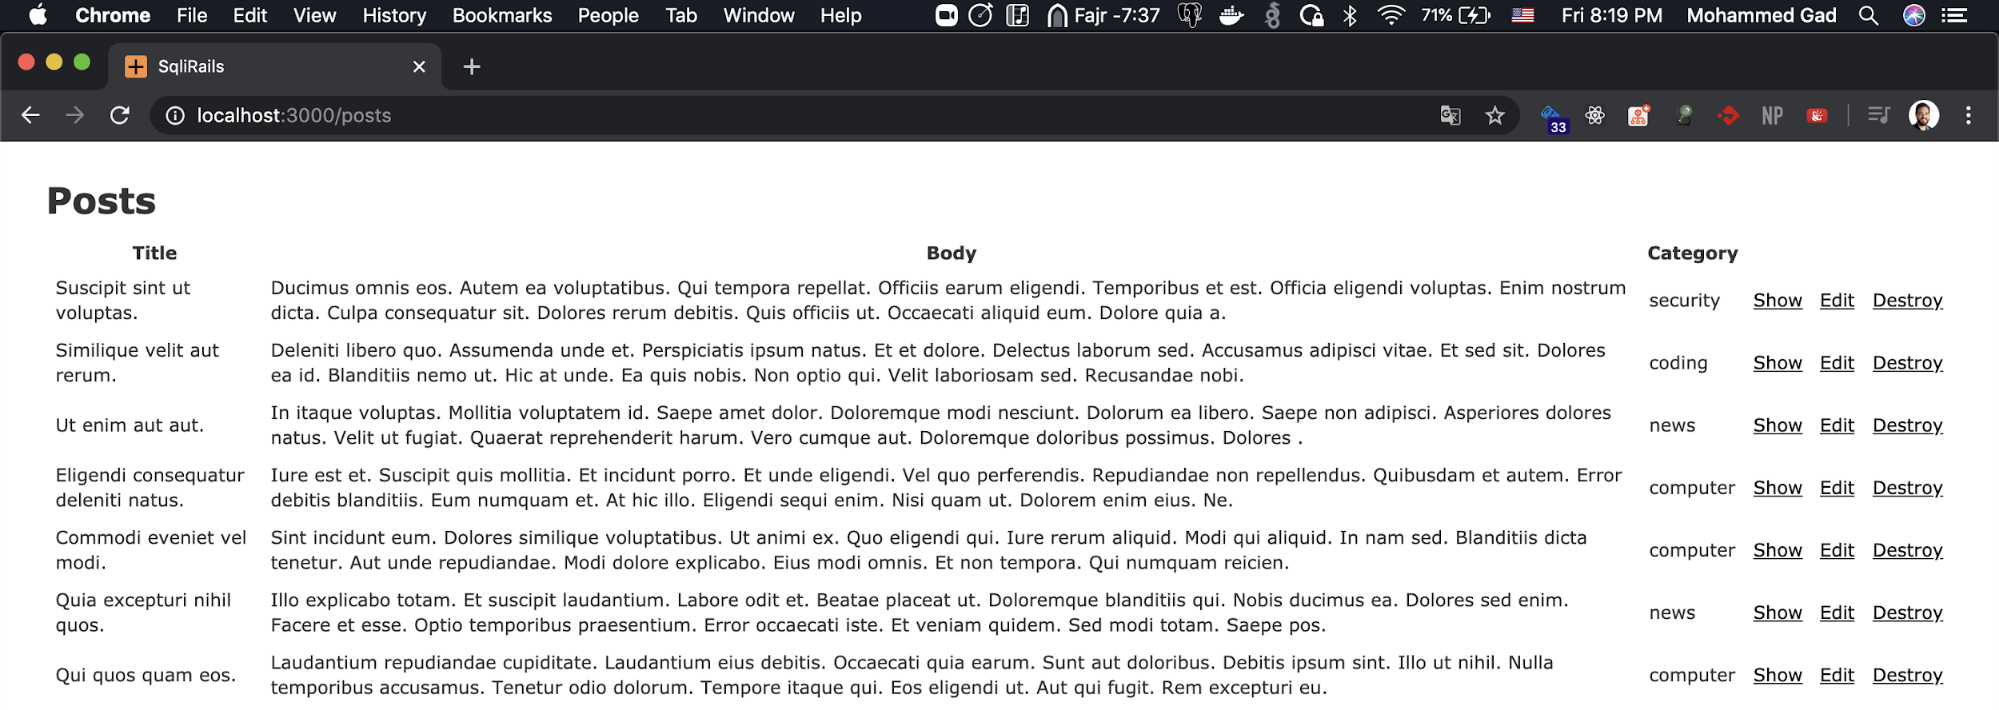 Chrome File Edit View History Bookmarks People Tab Window Help Fajr -7:37 71% Fri 8:19 PM Mohammed Gad
SqliRails
localhost:3000/posts 33 NP
Posts
Title Body Category
Suscipit sint ut voluptas. Ducimus omnis eos. Autem ea voluptatibus. Qui tempora repellat. Officiis earum eligendi. Temporibus et est. Officia eligendi voluptas. Enim nostrum
dicta. Culpa consequatur sit. Dolores rerum debitis. Quis officiis ut. Occaecati aliquid eum. Dolore quia a. security Show Edit Destroy
Similique velit aut rerum. Deleniti libero quo. Assumenda unde et. Perspiciatis ipsum natus. Et et dolore. Delectus laborum sed. Accusamus adipisci vitae. Et sed sit. Dolores
ea id. Blanditiis nemo ut. Hic at unde. Ea quis nobis. Non optio qui. Velit laboriosam sed. Recusandae nobi. coding Show Edit Destroy
Ut enim aut aut. In itaque voluptas. Mollitia voluptatem id. Saepe amet dolor. Doloremque modi nesciunt. Dolorum ea libero. Saepe non adipisci. Asperiores dolores
natus. Velit ut fugiat. Quaerat reprehenderit harum. Vero cumque aut. Doloremque doloribus possimus. Dolores . news Show Edit Destroy
Eligendi consequatur deleniti natus. Iure est et. Suscipit quis mollitia. Et incidunt porro. Et unde eligendi. Vel quo perferendis. Repudiandae non repellendus. Quibusdam et autem. Error
debitis blanditiis. Eum numquam et. At hic illo. Eligendi sequi enim. Nisi quam ut. Dolorem enim eius. Ne. computer Show Edit Destroy
Commodi eveniet vel modi. Sint incidunt eum. Dolores similique voluptatibus. Ut animi ex. Quo eligendi qui. Iure rerum aliquid. Modi qui aliquid. In nam sed. Blanditiis dicta
tenetur. Aut unde repudiandae. Modi dolore explicabo. Eius modi omnis. Et non tempora. Qui numquam reicien. computer Show Edit Destroy
Quia excepturi nihil quos. Illo explicabo totam. Et suscipit laudantium. Labore odit et. Beatae placeat ut. Doloremque blanditiis qui. Nobis ducimus ea. Dolores sed enim.
Facere et esse. Optio temporibus praesentium. Error occaecati iste. Et veniam quidem. Sed modi totam. Saepe pos. news Show Edit Destroy
Qui quos quam eos. Laudantium repudiandae cupiditate. Laudantium eius debitis. Occaecati quia earum. Sunt aut doloribus. Debitis ipsum sint. Illo ut nihil. Nulla
temporibus accusamus. Tenetur odio dolorum. Tempore itaque qui. Eos eligendi ut. Aut qui fugit. Rem excepturi eu. computer Show Edit Destroy